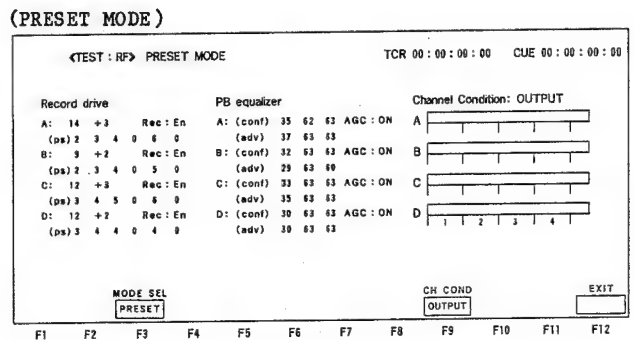 (PRESET MODE)
<TEST : RF> PRESET MODE TCR 00 : 00 : 00 : 00 CUE 00 : 00 : 00 : 00
Record drive PB equalizer Channel Condition: OUTPUT
A: 14 +3 Rec : En A: (conf) 35 62 63 AGC : ON A
(ps) 2 3 4 0 6 0 (adv) 37 63 63
B: 9 +2 Rec : En B: (conf) 32 63 63 AGC : ON B
(ps) 2 3 4 0 5 0 (adv) 29 63 60
C: 12 +3 Rec : En C: (conf) 33 63 63 AGC : ON C
(ps) 3 4 5 0 6 0 (adv) 35 63 63
D: 12 +2 Rec : En D: (conf) 30 63 63 AGC : ON D
(ps) 3 4 4 0 4 0 (adv) 30 63 63 1 2 3 4
MODE SEL CH COND EXIT
PRESET OUTPUT
F1 F2 F3 F4 F5 F6 F7 F8 F9 F10 F11 F12